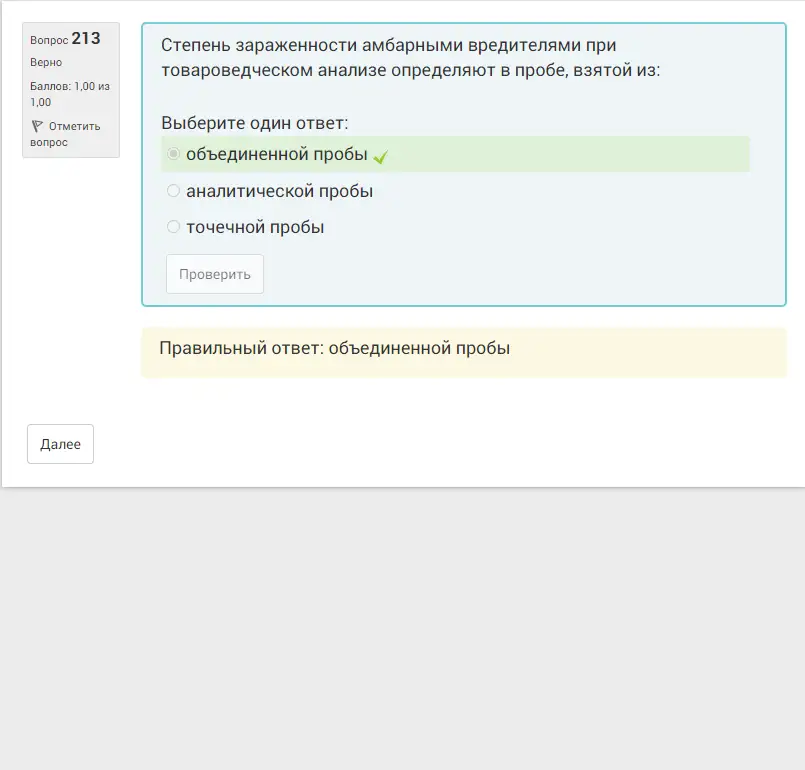 Вопрос 213
Верно
Баллов: 1,00 из
1,00
Отметить
вопрос
Степень зараженности амбарными вредителями при
товароведческом анализе определяют в пробе, взятой из:
Выберите один ответ:
объединенной пробы
аналитической пробы
точечной пробы
Проверить
Правильный ответ: объединенной пробы
Далее